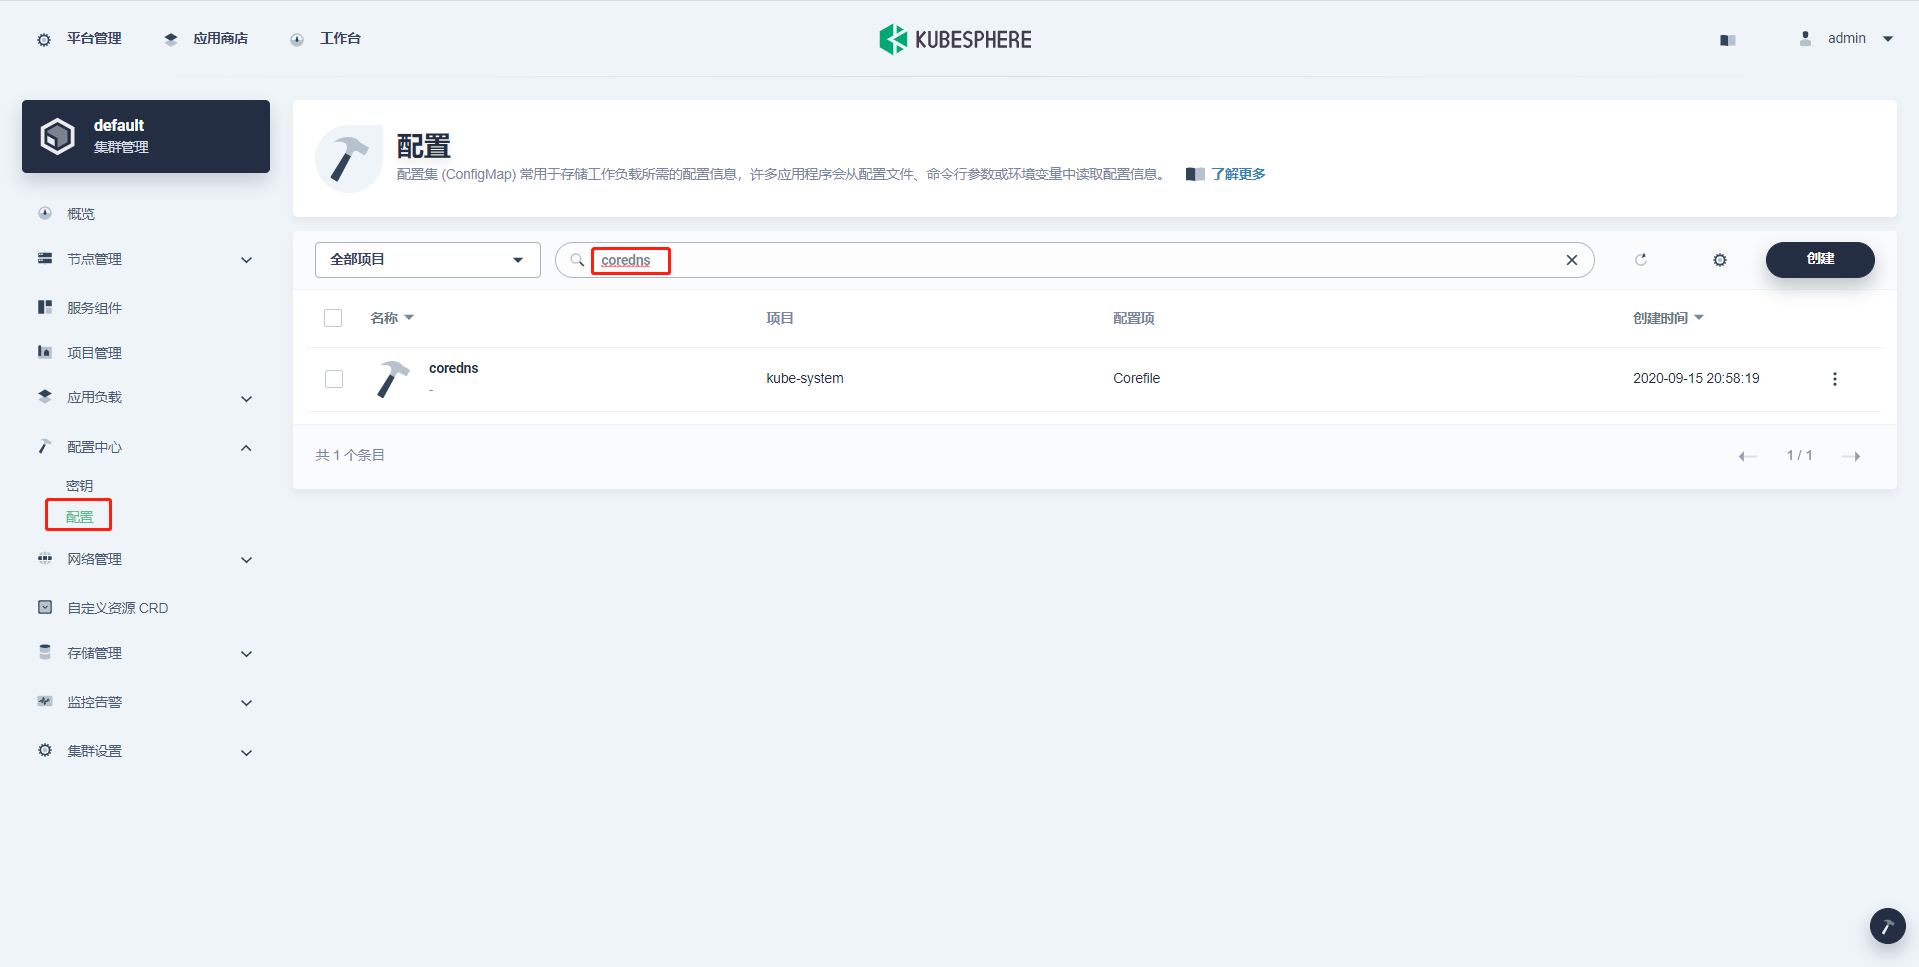 平台管理
应用商店
工作台
KUBESPHERE
admin
default
集群管理
概览
节点管理
服务组件
项目管理
应用负载
配置中心
密钥
配置
网络管理
自定义资源 CRD
存储管理
监控告警
集群设置
配置
配置集 (ConfigMap) 常用于存储工作负载所需的配置信息，许多应用程序会从配置文件、命令行参数或环境变量中读取配置信息。
了解更多
全部项目
coredns
创建
名称
项目
配置项
创建时间
coredns
-
kube-system
Corefile
2020-09-15 20:58:19
共 1 个条目
1 / 1